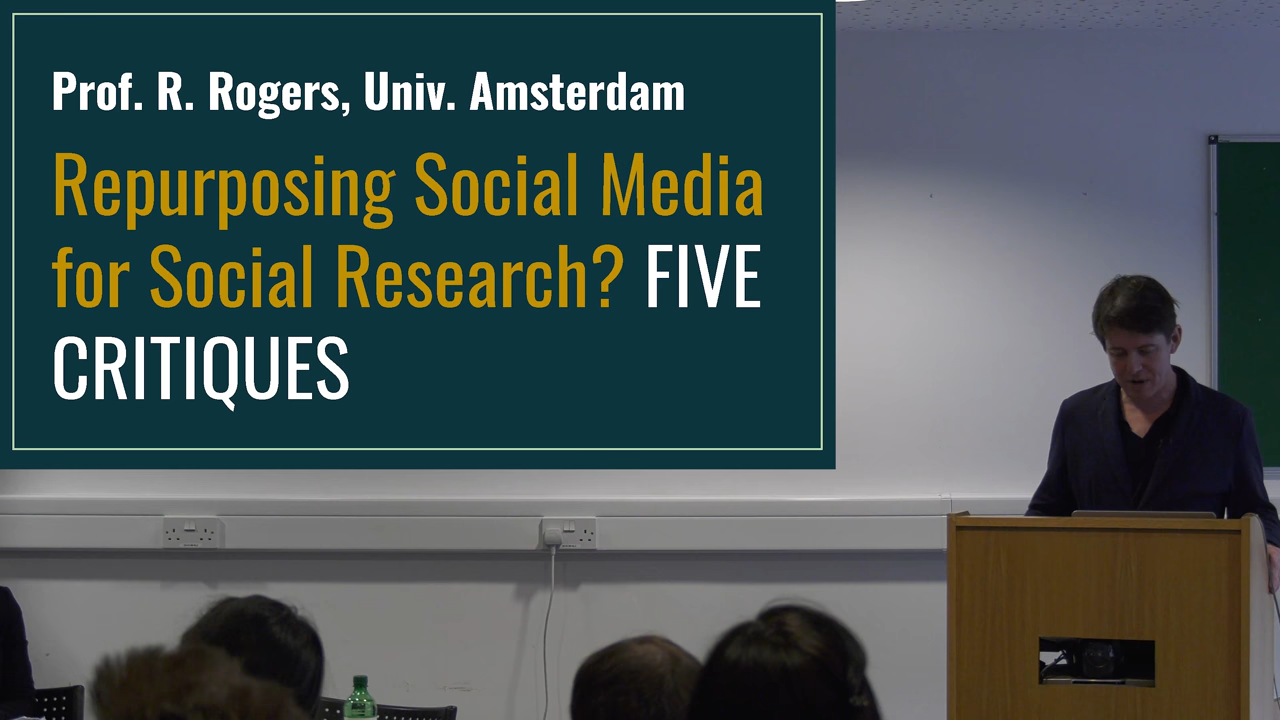 Prof. R. Rogers, Univ. Amsterdam
Repurposing Social Media
for Social Research? FIVE
CRITIQUES